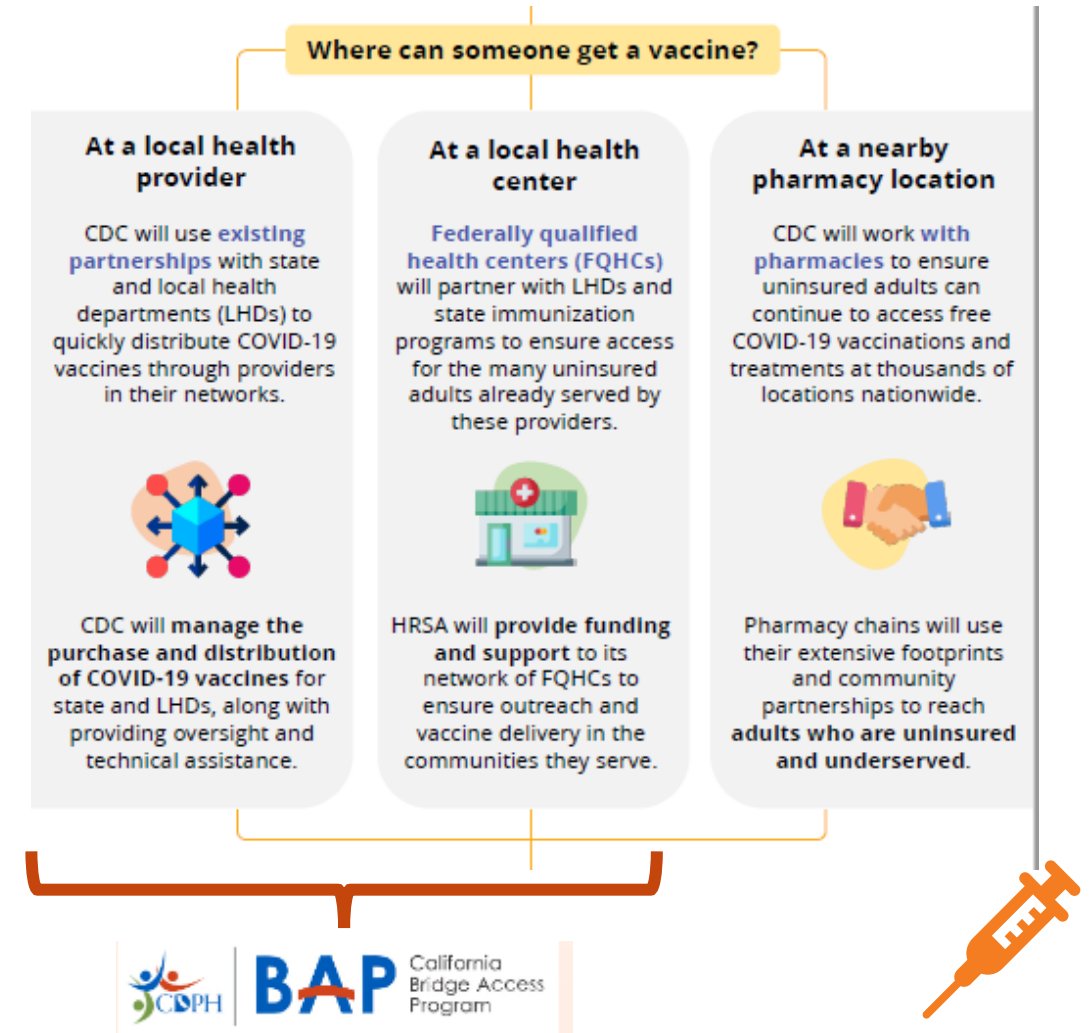 Where can someone get a vaccine?
At a local health
provider
CDC will use existing
partnerships with state
and local health
departments (LHDs) to
quickly distribute COVID-19
vaccines through providers
in their networks.
CDC will manage the
purchase and distribution
of COVID-19 vaccines for
state and LHDs, along with
providing oversight and
technical assistance.
At a local health
center
Federally qualified
health centers (FQHCs)
will partner with LHDs and
state immunization
programs to ensure access
for the many uninsured
adults already served by
these providers.
HRSA will provide funding
and support to its
network of FQHCs to
ensure outreach and
vaccine delivery in the
communities they serve.
At a nearby
pharmacy location
CDC will work with
pharmacies to ensure
uninsured adults can
continue to access free
COVID-19 vaccinations and
treatments at thousands of
locations nationwide.
Pharmacy chains will use
their extensive footprints
and community
partnerships to reach
adults who are uninsured
and underserved.
CDPH
BAP
California
Bridge Access
Program